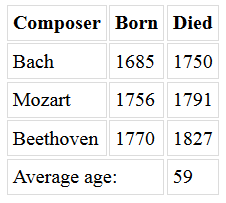 Composer Born Died
Bach 1685 1750
Mozart 1756 1791
Beethoven 1770 1827
Average age: 59